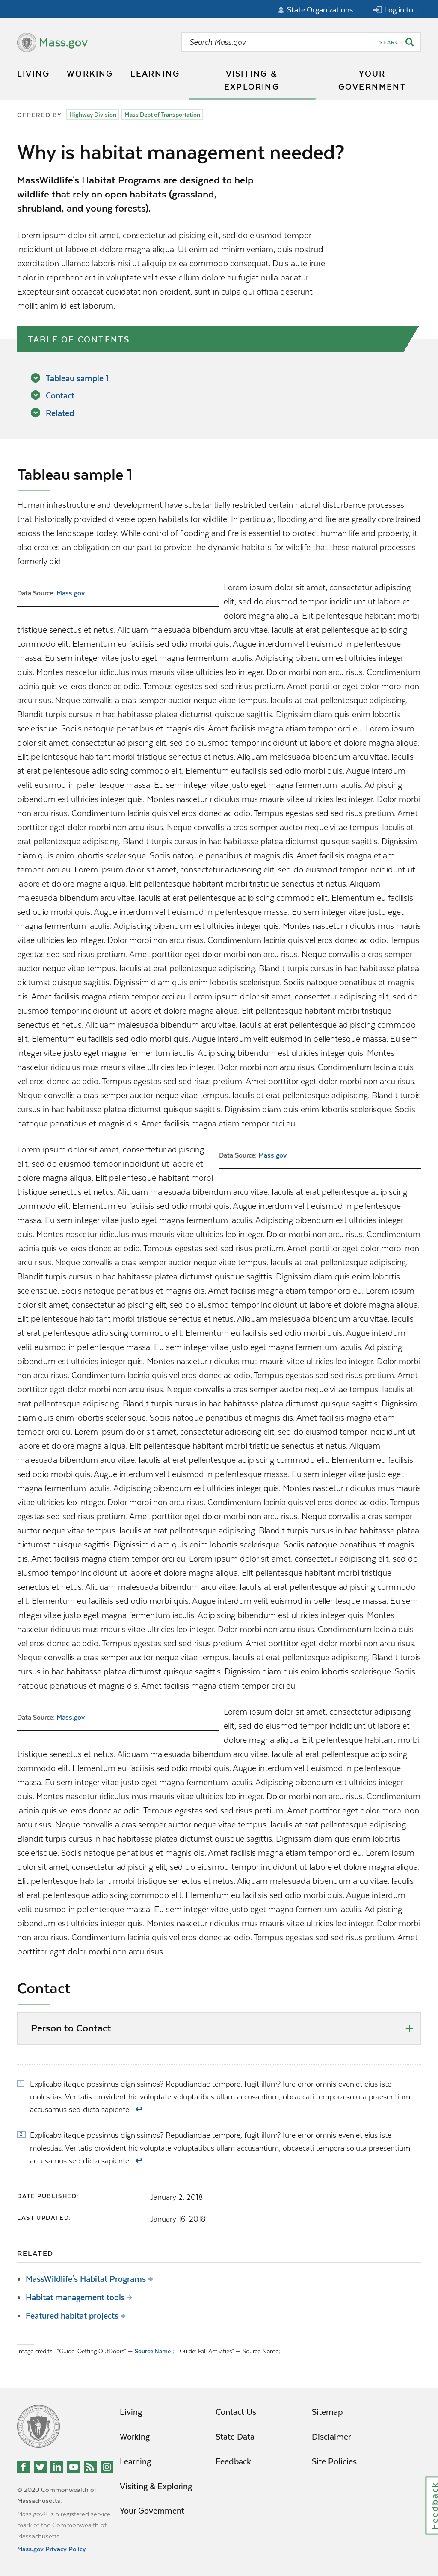 State Organizations
Log in to...
Mass.gov
Search Mass.gov
SEARCH
LIVING
WORKING
LEARNING
VISITING &
EXPLORING
YOUR
GOVERNMENT
OFFERED BY Highway Division Mass Dept of Transportation
Why is habitat management needed?
MassWildlife's Habitat Programs are designed to help
wildlife that rely on open habitats (grassland,
shrubland, and young forests).
Lorem ipsum dolor sit amet, consectetur adipisicing elit, sed do eiusmod tempor
incididunt ut labore et dolore magna aliqua. Ut enim ad minim veniam, quis nostrud
exercitation ullamco laboris nisi ut aliquip ex ea commodo consequat. Duis aute irure
dolor in reprehenderit in voluptate velit esse cillum dolore eu fugiat nulla pariatur.
Excepteur sint occaecat cupidatat non proident, sunt in culpa qui officia deserunt
mollit anim id est laborum.
TABLE OF CONTENTS
Tableau sample 1
Contact
Related
Tableau sample 1
Human infrastructure and development have substantially restricted certain natural disturbance processes
that historically provided diverse open habitats for wildlife. In particular, flooding and fire are greatly constrained
across the landscape today. While control of flooding and fire is essential to protect human life and property, it
also creates an obligation on our part to provide the dynamic habitats for wildlife that these natural processes
formerly did.
Data Source: Mass.gov
Lorem ipsum dolor sit amet, consectetur adipiscing
elit, sed do eiusmod tempor incididunt ut labore et
dolore magna aliqua. Elit pellentesque habitant morbi
tristique senectus et netus. Aliquam malesuada bibendum arcu vitae. Iaculis at erat pellentesque adipiscing
commodo elit. Elementum eu facilisis sed odio morbi quis. Augue interdum velit euismod in pellentesque
massa. Eu sem integer vitae justo eget magna fermentum iaculis. Adipiscing bibendum est ultricies integer
quis. Montes nascetur ridiculus mus mauris vitae ultricies leo integer. Dolor morbi non arcu risus. Condimentum
lacinia quis vel eros donec ac odio. Tempus egestas sed sed risus pretium. Amet porttitor eget dolor morbi non
arcu risus. Neque convallis a cras semper auctor neque vitae tempus. Iaculis at erat pellentesque adipiscing.
Blandit turpis cursus in hac habitasse platea dictumst quisque sagittis. Dignissim diam quis enim lobortis
scelerisque. Sociis natoque penatibus et magnis dis. Amet facilisis magna etiam tempor orci eu. Lorem ipsum
dolor sit amet, consectetur adipiscing elit, sed do eiusmod tempor incididunt ut labore et dolore magna aliqua.
Elit pellentesque habitant morbi tristique senectus et netus. Aliquam malesuada bibendum arcu vitae. Iaculis
at erat pellentesque adipiscing commodo elit. Elementum eu facilisis sed odio morbi quis. Augue interdum
velit euismod in pellentesque massa. Eu sem integer vitae justo eget magna fermentum iaculis. Adipiscing
bibendum est ultricies integer quis. Montes nascetur ridiculus mus mauris vitae ultricies leo integer. Dolor morbi
non arcu risus. Condimentum lacinia quis vel eros donec ac odio. Tempus egestas sed sed risus pretium. Amet
porttitor eget dolor morbi non arcu risus. Neque convallis a cras semper auctor neque vitae tempus. Iaculis at
erat pellentesque adipiscing. Blandit turpis cursus in hac habitasse platea dictumst quisque sagittis. Dignissim
diam quis enim lobortis scelerisque. Sociis natoque penatibus et magnis dis. Amet facilisis magna etiam
tempor orci eu. Lorem ipsum dolor sit amet, consectetur adipiscing elit, sed do eiusmod tempor incididunt ut
labore et dolore magna aliqua. Elit pellentesque habitant morbi tristique senectus et netus. Aliquam
malesuada bibendum arcu vitae. Iaculis at erat pellentesque adipiscing commodo elit. Elementum eu facilisis
sed odio morbi quis. Augue interdum velit euismod in pellentesque massa. Eu sem integer vitae justo eget
magna fermentum iaculis. Adipiscing bibendum est ultricies integer quis. Montes nascetur ridiculus mus mauris
vitae ultricies leo integer. Dolor morbi non arcu risus. Condimentum lacinia quis vel eros donec ac odio. Tempus
egestas sed sed risus pretium. Amet porttitor eget dolor morbi non arcu risus. Neque convallis a cras semper
auctor neque vitae tempus. Iaculis at erat pellentesque adipiscing. Blandit turpis cursus in hac habitasse platea
dictumst quisque sagittis. Dignissim diam quis enim lobortis scelerisque. Sociis natoque penatibus et magnis
dis. Amet facilisis magna etiam tempor orci eu. Lorem ipsum dolor sit amet, consectetur adipiscing elit, sed do
eiusmod tempor incididunt ut labore et dolore magna aliqua. Elit pellentesque habitant morbi tristique
senectus et netus. Aliquam malesuada bibendum arcu vitae. Iaculis at erat pellentesque adipiscing commodo
elit. Elementum eu facilisis sed odio morbi quis. Augue interdum velit euismod in pellentesque massa. Eu sem
integer vitae justo eget magna fermentum iaculis. Adipiscing bibendum est ultricies integer quis. Montes
nascetur ridiculus mus mauris vitae ultricies leo integer. Dolor morbi non arcu risus. Condimentum lacinia quis
vel eros donec ac odio. Tempus egestas sed sed risus pretium. Amet porttitor eget dolor morbi non arcu risus.
Neque convallis a cras semper auctor neque vitae tempus. Iaculis at erat pellentesque adipiscing. Blandit turpis
cursus in hac habitasse platea dictumst quisque sagittis. Dignissim diam quis enim lobortis scelerisque. Sociis
natoque penatibus et magnis dis. Amet facilisis magna etiam tempor orci eu.
Lorem ipsum dolor sit amet, consectetur adipiscing
elit, sed do eiusmod tempor incididunt ut labore et
dolore magna aliqua. Elit pellentesque habitant morbi
Data Source: Mass.gov
tristique senectus et netus. Aliquam malesuada bibendum arcu vitae. Iaculis at erat pellentesque adipiscing
commodo elit. Elementum eu facilisis sed odio morbi quis. Augue interdum velit euismod in pellentesque
massa. Eu sem integer vitae justo eget magna fermentum iaculis. Adipiscing bibendum est ultricies integer
quis. Montes nascetur ridiculus mus mauris vitae ultricies leo integer. Dolor morbi non arcu risus. Condimentum
lacinia quis vel eros donec ac odio. Tempus egestas sed sed risus pretium. Amet porttitor eget dolor morbi non
arcu risus. Neque convallis a cras semper auctor neque vitae tempus. Iaculis at erat pellentesque adipiscing.
Blandit turpis cursus in hac habitasse platea dictumst quisque sagittis. Dignissim diam quis enim lobortis
scelerisque. Sociis natoque penatibus et magnis dis. Amet facilisis magna etiam tempor orci eu. Lorem ipsum
dolor sit amet, consectetur adipiscing elit, sed do eiusmod tempor incididunt ut labore et dolore magna aliqua.
Elit pellentesque habitant morbi tristique senectus et netus. Aliquam malesuada bibendum arcu vitae. Iaculis
at erat pellentesque adipiscing commodo elit. Elementum eu facilisis sed odio morbi quis. Augue interdum
velit euismod in pellentesque massa. Eu sem integer vitae justo eget magna fermentum iaculis. Adipiscing
bibendum est ultricies integer quis. Montes nascetur ridiculus mus mauris vitae ultricies leo integer. Dolor morbi
non arcu risus. Condimentum lacinia quis vel eros donec ac odio. Tempus egestas sed sed risus pretium. Amet
porttitor eget dolor morbi non arcu risus. Neque convallis a cras semper auctor neque vitae tempus. Iaculis at
erat pellentesque adipiscing. Blandit turpis cursus in hac habitasse platea dictumst quisque sagittis. Dignissim
diam quis enim lobortis scelerisque. Sociis natoque penatibus et magnis dis. Amet facilisis magna etiam
tempor orci eu. Lorem ipsum dolor sit amet, consectetur adipiscing elit, sed do eiusmod tempor incididunt ut
labore et dolore magna aliqua. Elit pellentesque habitant morbi tristique senectus et netus. Aliquam
malesuada bibendum arcu vitae. Iaculis at erat pellentesque adipiscing commodo elit. Elementum eu facilisis
sed odio morbi quis. Augue interdum velit euismod in pellentesque massa. Eu sem integer vitae justo eget
magna fermentum iaculis. Adipiscing bibendum est ultricies integer quis. Montes nascetur ridiculus mus mauris
vitae ultricies leo integer. Dolor morbi non arcu risus. Condimentum lacinia quis vel eros donec ac odio. Tempus
egestas sed sed risus pretium. Amet porttitor eget dolor morbi non arcu risus. Neque convallis a cras semper
auctor neque vitae tempus. Iaculis at erat pellentesque adipiscing. Blandit turpis cursus in hac habitasse platea
dictumst quisque sagittis. Dignissim diam quis enim lobortis scelerisque. Sociis natoque penatibus et magnis
dis. Amet facilisis magna etiam tempor orci eu. Lorem ipsum dolor sit amet, consectetur adipiscing elit, sed do
eiusmod tempor incididunt ut labore et dolore magna aliqua. Elit pellentesque habitant morbi tristique
senectus et netus. Aliquam malesuada bibendum arcu vitae. Iaculis at erat pellentesque adipiscing commodo
elit. Elementum eu facilisis sed odio morbi quis. Augue interdum velit euismod in pellentesque massa. Eu sem
integer vitae justo eget magna fermentum iaculis. Adipiscing bibendum est ultricies integer quis. Montes
nascetur ridiculus mus mauris vitae ultricies leo integer. Dolor morbi non arcu risus. Condimentum lacinia quis
vel eros donec ac odio. Tempus egestas sed sed risus pretium. Amet porttitor eget dolor morbi non arcu risus.
Neque convallis a cras semper auctor neque vitae tempus. Iaculis at erat pellentesque adipiscing. Blandit turpis
cursus in hac habitasse platea dictumst quisque sagittis. Dignissim diam quis enim lobortis scelerisque. Sociis
natoque penatibus et magnis dis. Amet facilisis magna etiam tempor orci eu.
Data Source: Mass.gov
Lorem ipsum dolor sit amet, consectetur adipiscing
elit, sed do eiusmod tempor incididunt ut labore et
dolore magna aliqua. Elit pellentesque habitant morbi
tristique senectus et netus. Aliquam malesuada bibendum arcu vitae. Iaculis at erat pellentesque adipiscing
commodo elit. Elementum eu facilisis sed odio morbi quis. Augue interdum velit euismod in pellentesque
massa. Eu sem integer vitae justo eget magna fermentum iaculis. Adipiscing bibendum est ultricies integer
quis. Montes nascetur ridiculus mus mauris vitae ultricies leo integer. Dolor morbi non arcu risus. Condimentum
lacinia quis vel eros donec ac odio. Tempus egestas sed sed risus pretium. Amet porttitor eget dolor morbi non
arcu risus. Neque convallis a cras semper auctor neque vitae tempus. Iaculis at erat pellentesque adipiscing.
Blandit turpis cursus in hac habitasse platea dictumst quisque sagittis. Dignissim diam quis enim lobortis
scelerisque. Sociis natoque penatibus et magnis dis. Amet facilisis magna etiam tempor orci eu. Lorem ipsum
dolor sit amet, consectetur adipiscing elit, sed do eiusmod tempor incididunt ut labore et dolore magna aliqua.
Elit pellentesque habitant morbi tristique senectus et netus. Aliquam malesuada bibendum arcu vitae. Iaculis
at erat pellentesque adipiscing commodo elit. Elementum eu facilisis sed odio morbi quis. Augue interdum
velit euismod in pellentesque massa. Eu sem integer vitae justo eget magna fermentum iaculis. Adipiscing
bibendum est ultricies integer quis. Montes nascetur ridiculus mus mauris vitae ultricies leo integer. Dolor morbi
non arcu risus. Condimentum lacinia quis vel eros donec ac odio. Tempus egestas sed sed risus pretium. Amet
porttitor eget dolor morbi non arcu risus.
Contact
Person to Contact
1 Explicabo itaque possimus dignissimos? Repudiandae tempore, fugit illum? Iure error omnis eveniet eius iste
molestias. Veritatis provident hic voluptate voluptatibus ullam accusantium, obcaecati tempora soluta praesentium
accusamus sed dicta sapiente. ↩
2 Explicabo itaque possimus dignissimos? Repudiandae tempore, fugit illum? Iure error omnis eveniet eius iste
molestias. Veritatis provident hic voluptate voluptatibus ullam accusantium, obcaecati tempora soluta praesentium
accusamus sed dicta sapiente. ↩
DATE PUBLISHED: January 2, 2018
LAST UPDATED: January 16, 2018
RELATED
MassWildlife's Habitat Programs
Habitat management tools
Featured habitat projects
Image credits: "Guide: Getting OutDoors" — Source Name ; "Guide: Fall Activities" — Source Name;
Living
Working
Learning
Visiting & Exploring
Your Government
Contact Us
State Data
Feedback
Sitemap
Disclaimer
Site Policies
© 2020 Commonwealth of
Massachusetts.
Mass.gov® is a registered service
mark of the Commonwealth of
Massachusetts.
Mass.gov Privacy Policy
Feedback